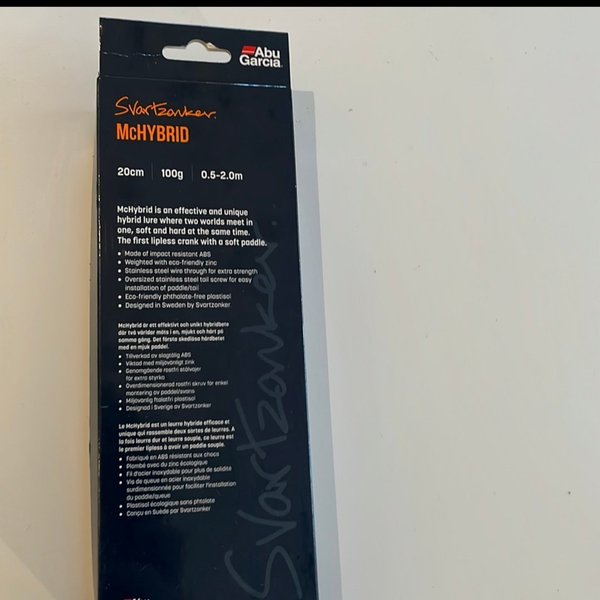 Abu
Garcia
Svartzonker
McHYBRID
20cm 100g 0.5-2.0m
McHybrid is an effective and unique
hybrid lure where two worlds meet in
one, soft and hard at the same time.
The first lipless crank with a soft paddle.
• Made of impact resistant ABS
• Weighted with eco-friendly zinc
• Stainless steel wire through for extra strength
• Oversized stainless steel tail screw for easy
installation of paddle/tail
• Eco-friendly phthalate-free plastisol
• Designed in Sweden by Svartzonker
McHybrid är ett effektivt och unikt hybridbete
där två världar möts i en, mjukt och hårt på
samma gång. Det första skedlösa hårdbetet
med en mjuk paddel.
• Tillverkad av slagtålig ABS
• Viktad med miljövänligt zink
• Genomgående rostfri stålvajer
för extra styrka
• Överdimensionerad rostfri skruv för enkel
montering av paddel/svans
• Miljövänlig ftalatfri plastisol
• Designad i Sverige av Svartzonker
Le McHybrid est un leurre hybride efficace et
unique qui rassemble deux sortes de leurres. A
la fois leurre dur et leurre souple, ce leurre est
le premier lipless à avoir un paddle souple.
• Fabriqué en ABS résistant aux chocs
• Plombé avec du zinc écologique
• Fil d'acier inoxydable pour plus de solidité
• Vis de queue en acier inoxydable
surdimensionnée pour faciliter l'installation
du paddle/queue
• Plastisol écologique sans phtalate
• Conçu en Suède par Svartzonker
Svartzonker